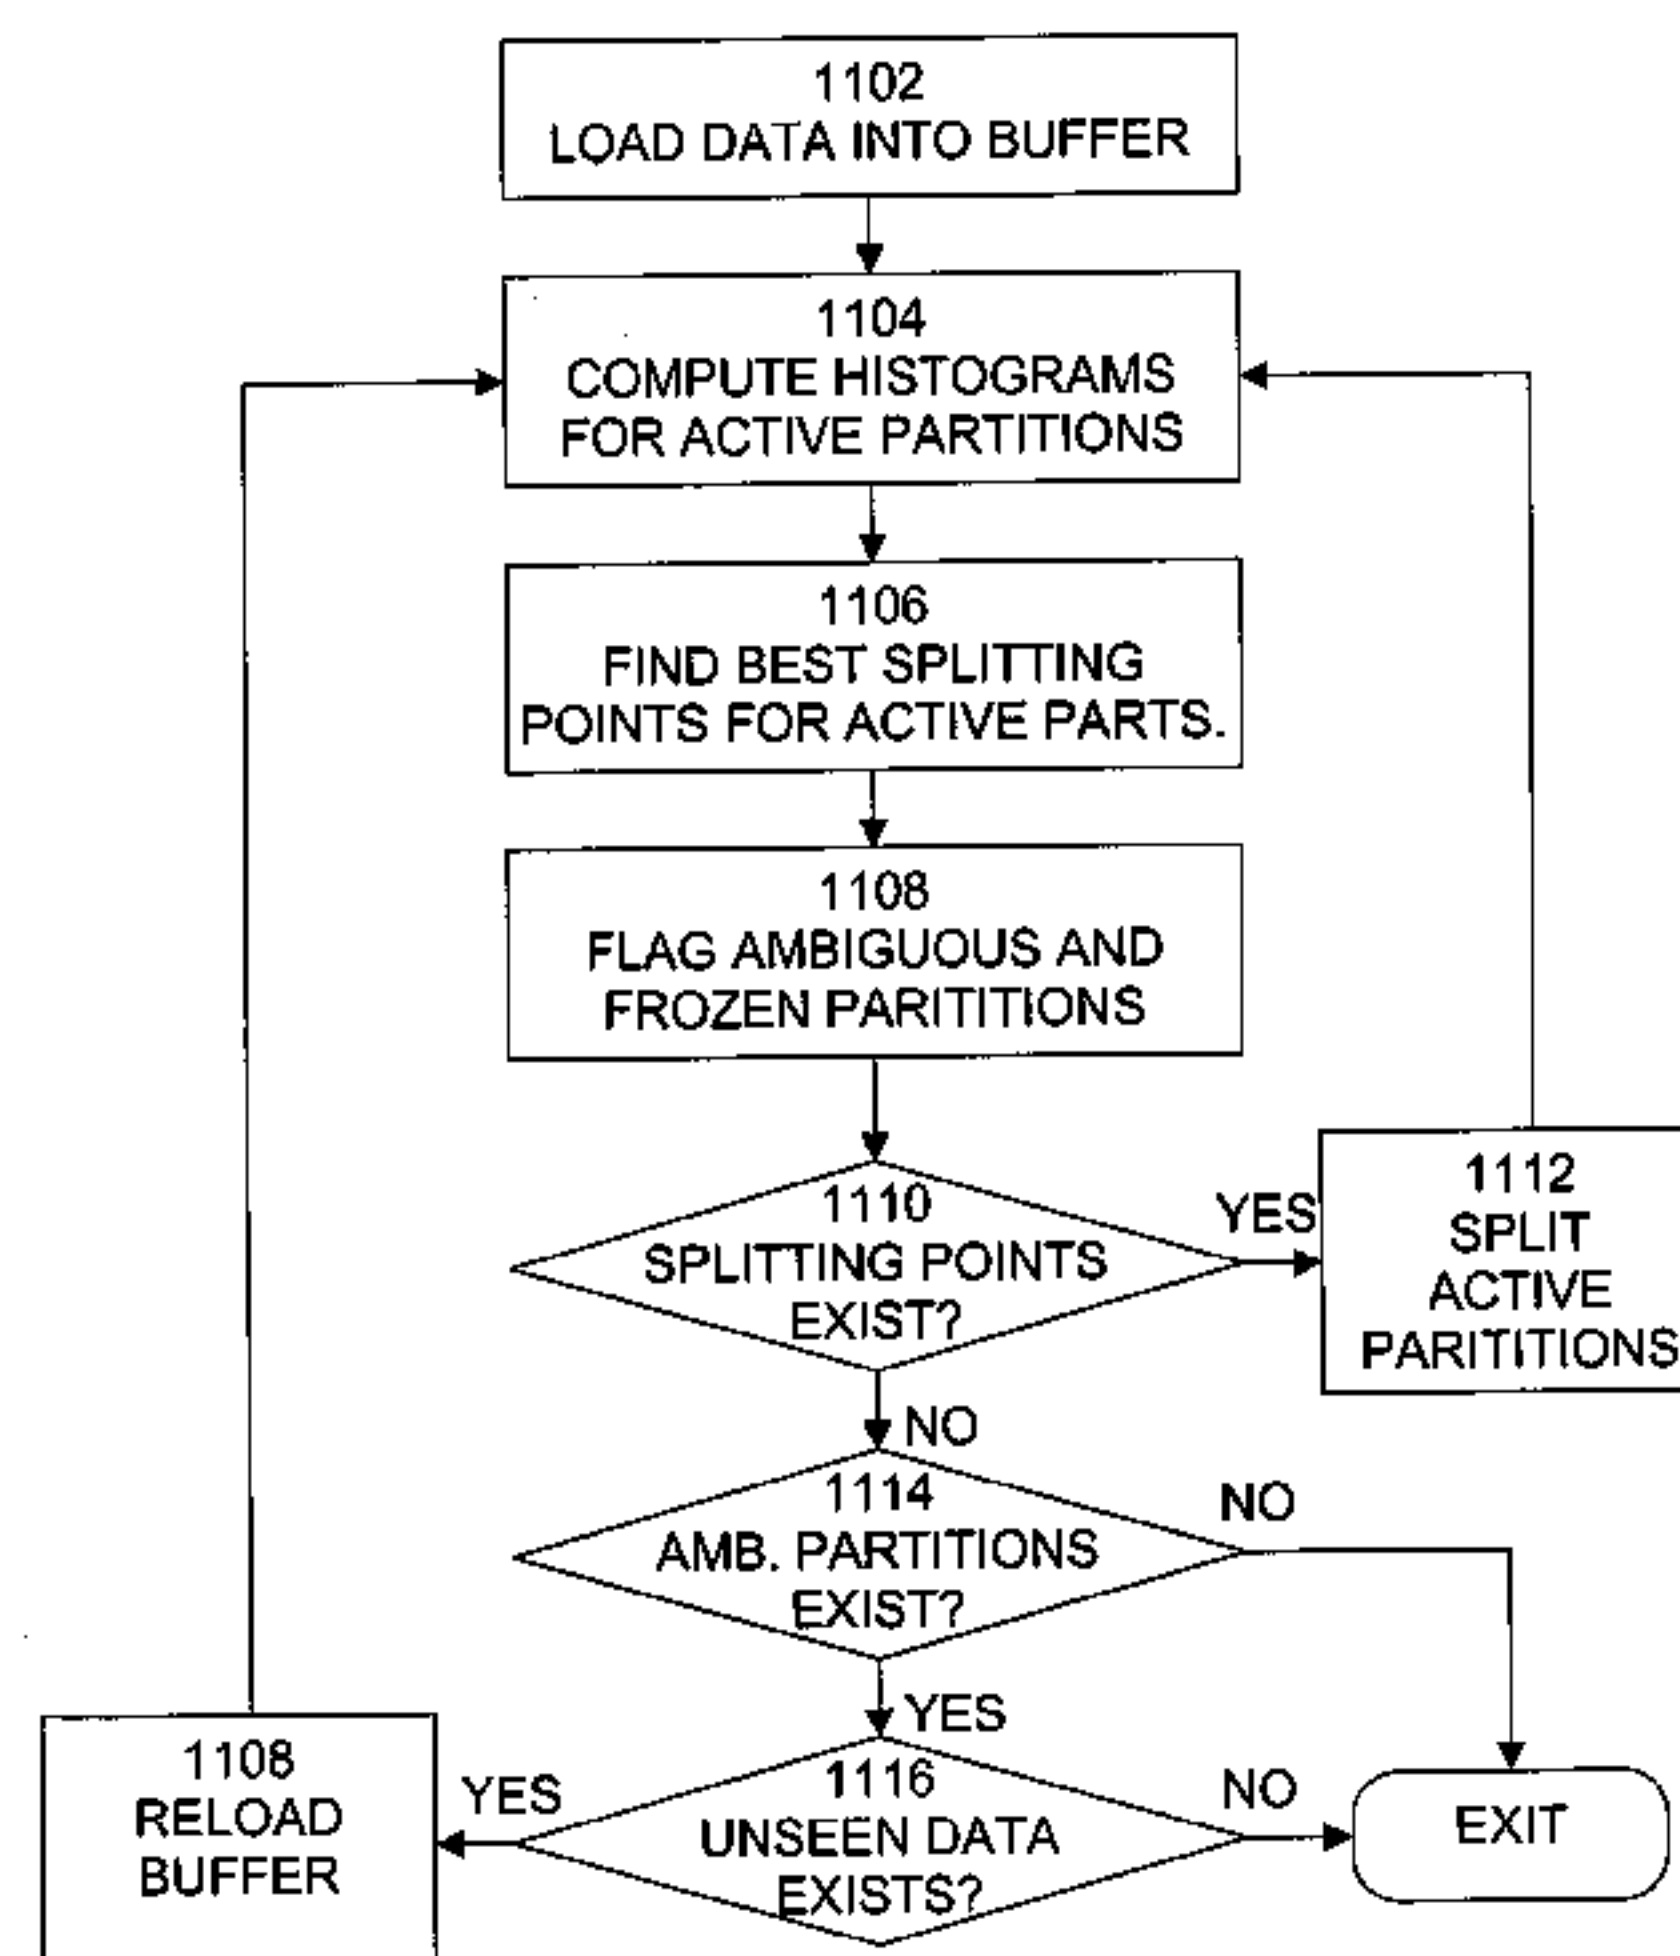 1102
LOAD DATA INTO BUFFER
1104
COMPUTE HISTOGRAMS
FOR ACTIVE PARTITIONS
1106
FIND BEST SPLITTING
POINTS FOR ACTIVE PARTS.
1108
FLAG AMBIGUOUS AND
FROZEN PARITITIONS
1110
SPLITTING POINTS
EXIST?
YES
1112
SPLIT
ACTIVE
PARITITIONS
NO
1114
AMB. PARTITIONS
EXIST?
NO
YES
1116
UNSEEN DATA
EXISTS?
YES
1108
RELOAD
BUFFER
NO
EXIT